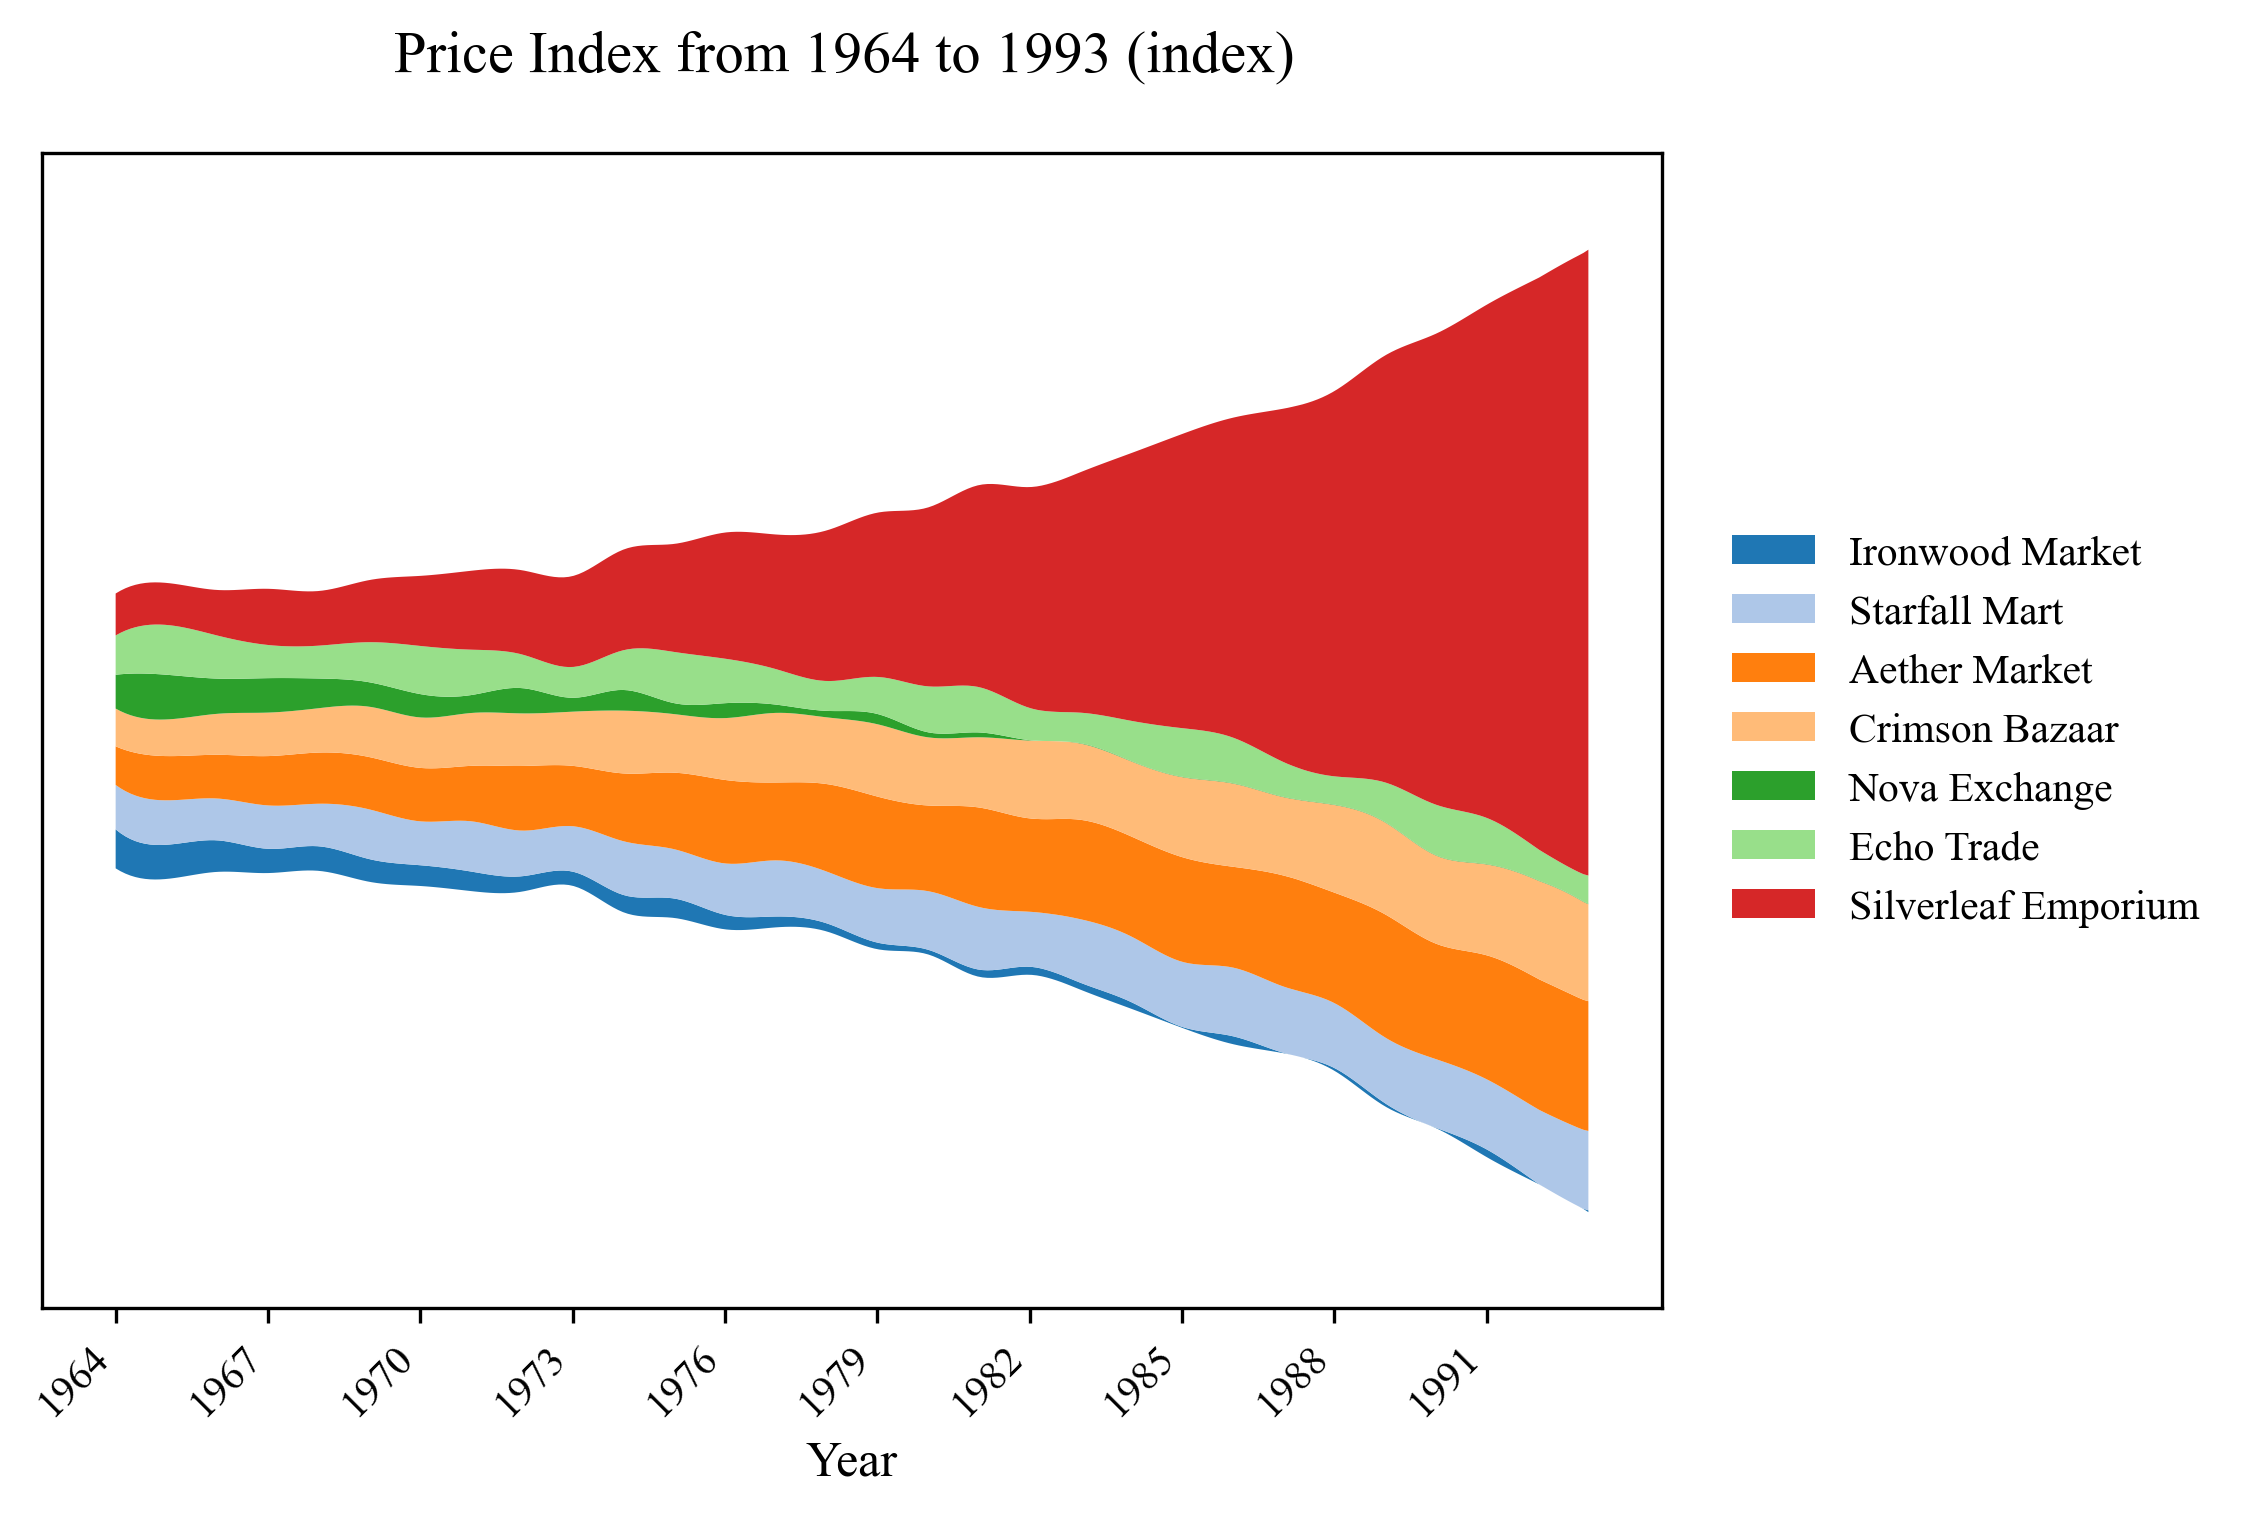 Price Index from 1964 to 1993 (index)
Ironwood Market
Starfall Mart
Aether Market
Crimson Bazaar
Nova Exchange
Echo Trade
Silverleaf Emporium
1964
1967
1970
1973
1976
1979
1982
1985
1988
1991
Year